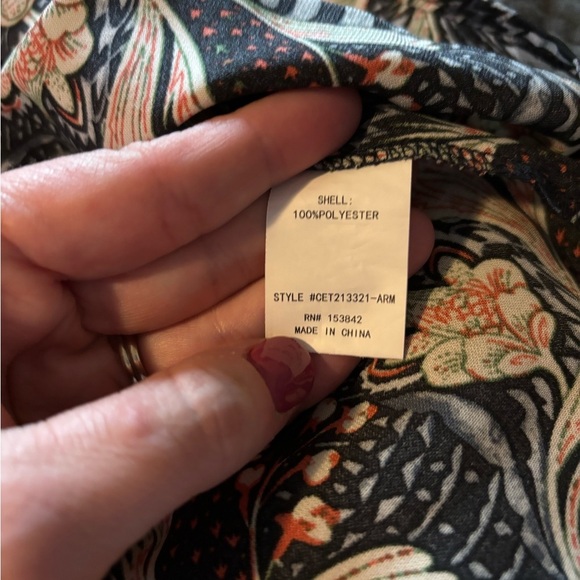 SHELL:
100%POLYESTER
STYLE #CET213321-ARM
RN# 153842
MADE IN CHINA